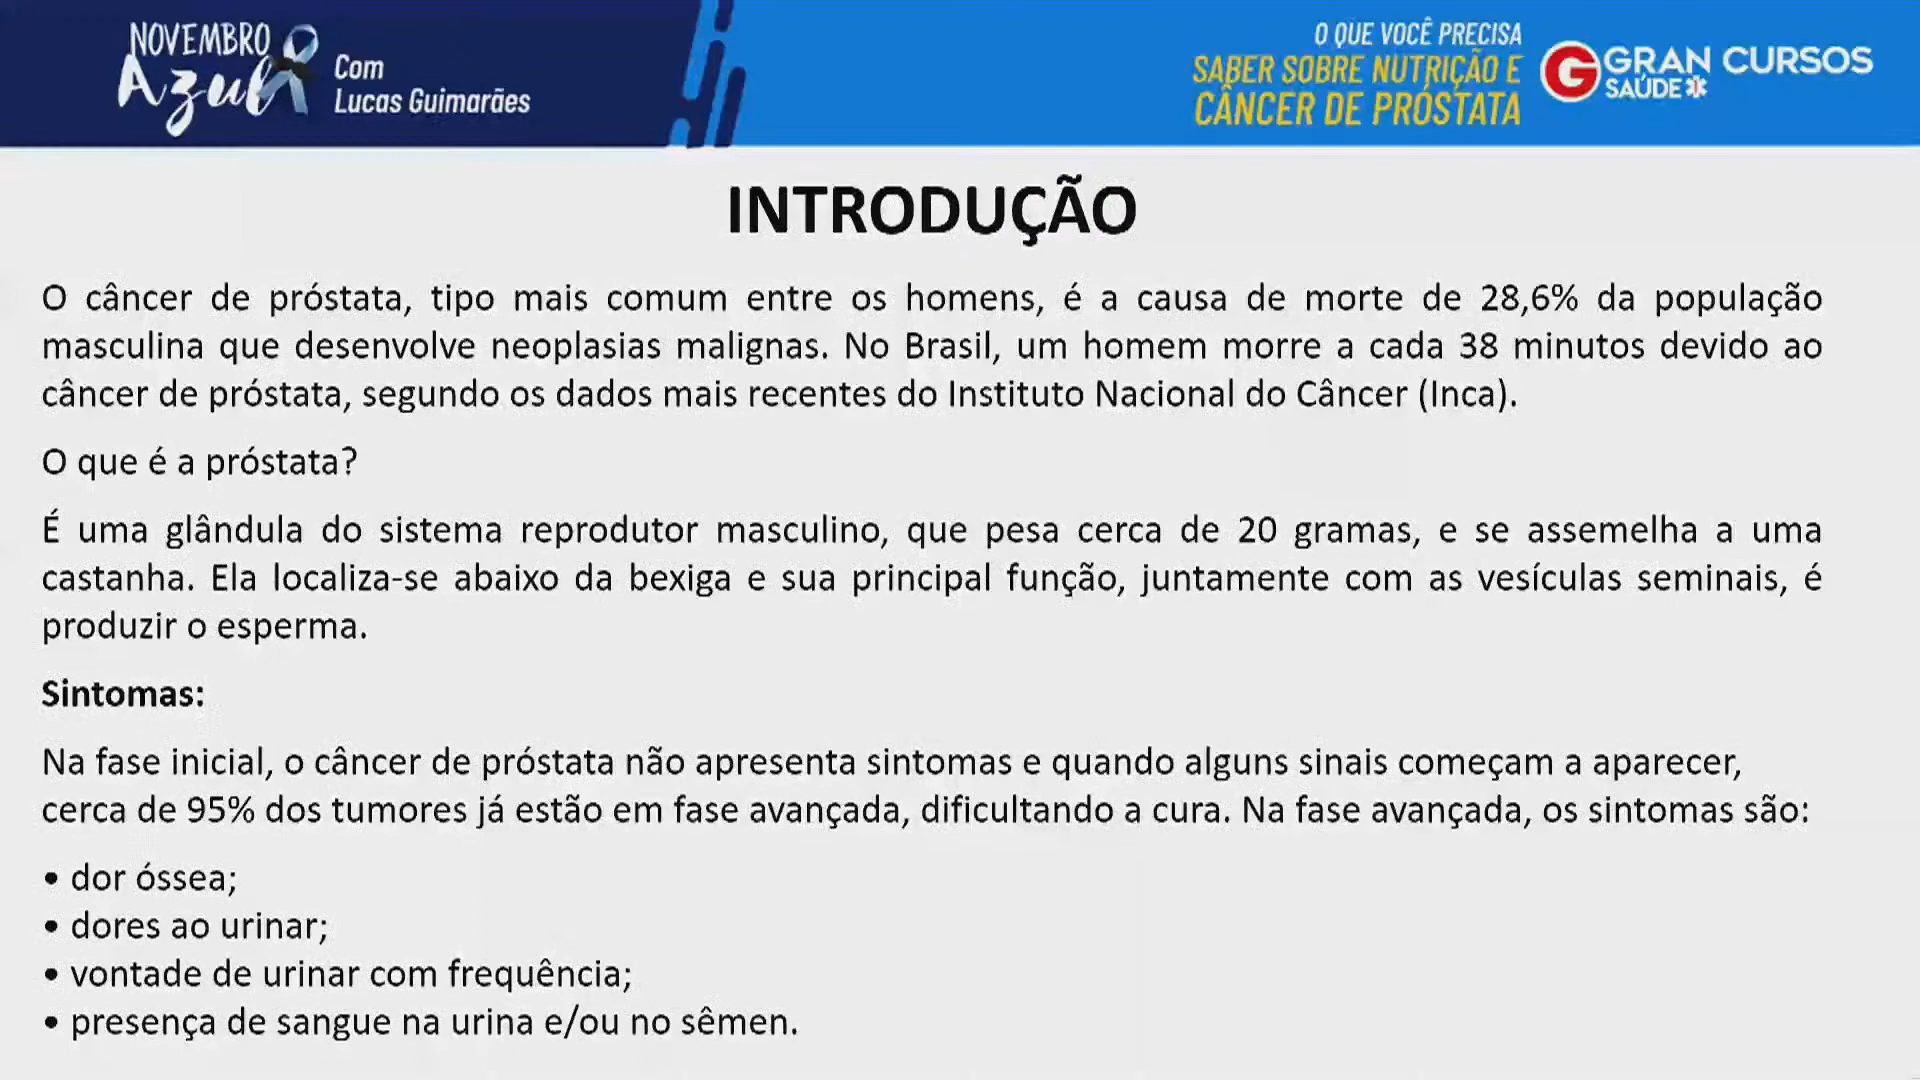 NOVEMBRO
Azul
Com
Lucas Guimarães
O QUE VOCÊ PRECISA
SABER SOBRE NUTRIÇÃO E
CÂNCER DE PRÓSTATA
G GRAN CURSOS
SAÚDE
INTRODUÇÃO
O câncer de próstata, tipo mais comum entre os homens, é a causa de morte de 28,6% da população
masculina que desenvolve neoplasias malignas. No Brasil, um homem morre a cada 38 minutos devido ao
câncer de próstata, segundo os dados mais recentes do Instituto Nacional do Câncer (Inca).
O que é a próstata?
É uma glândula do sistema reprodutor masculino, que pesa cerca de 20 gramas, e se assemelha a uma
castanha. Ela localiza-se abaixo da bexiga e sua principal função, juntamente com as vesículas seminais, é
produzir o esperma.
Sintomas:
Na fase inicial, o câncer de próstata não apresenta sintomas e quando alguns sinais começam a aparecer,
cerca de 95% dos tumores já estão em fase avançada, dificultando a cura. Na fase avançada, os sintomas são:
• dor óssea;
• dores ao urinar;
• vontade de urinar com frequência;
• presença de sangue na urina e/ou no sêmen.